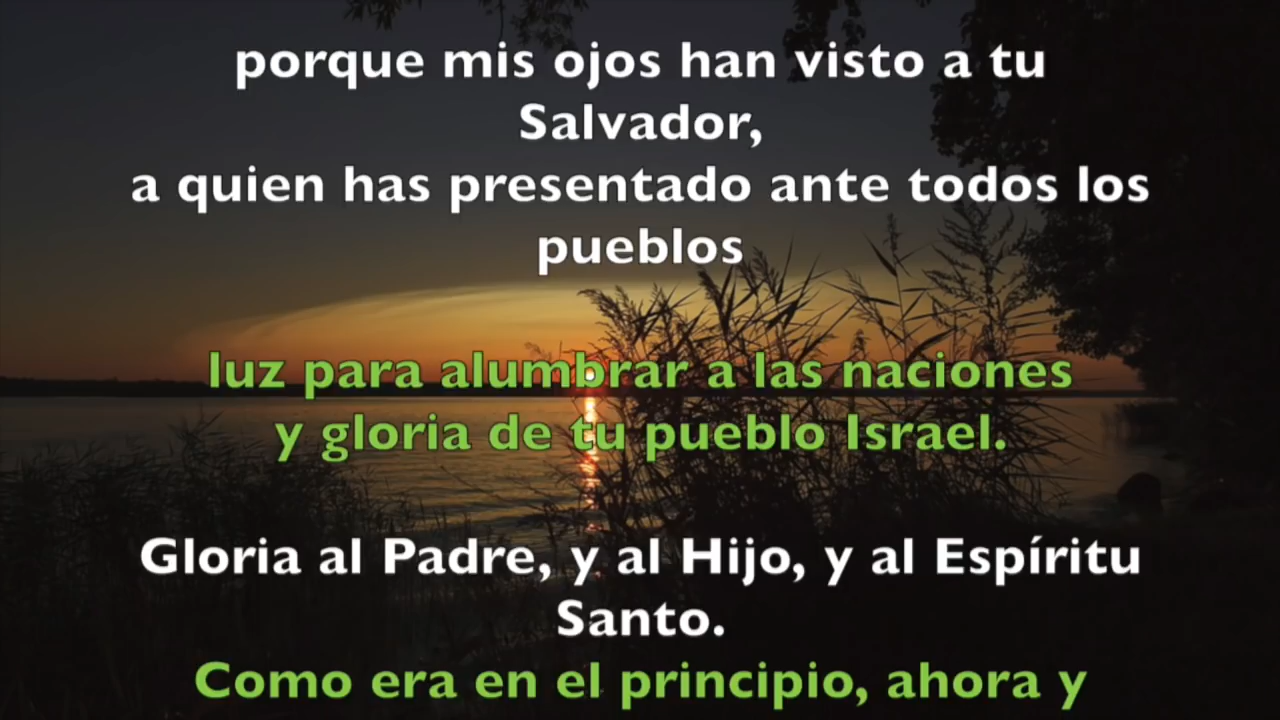 porque mis ojos han visto a tu
Salvador,
a quien has presentado ante todos los
pueblos
luz para alumbrar a las naciones
y gloria de tu pueblo Israel.
Gloria al Padre, y al Hijo, y al Espíritu
Santo.
Como era en el principio, ahora y